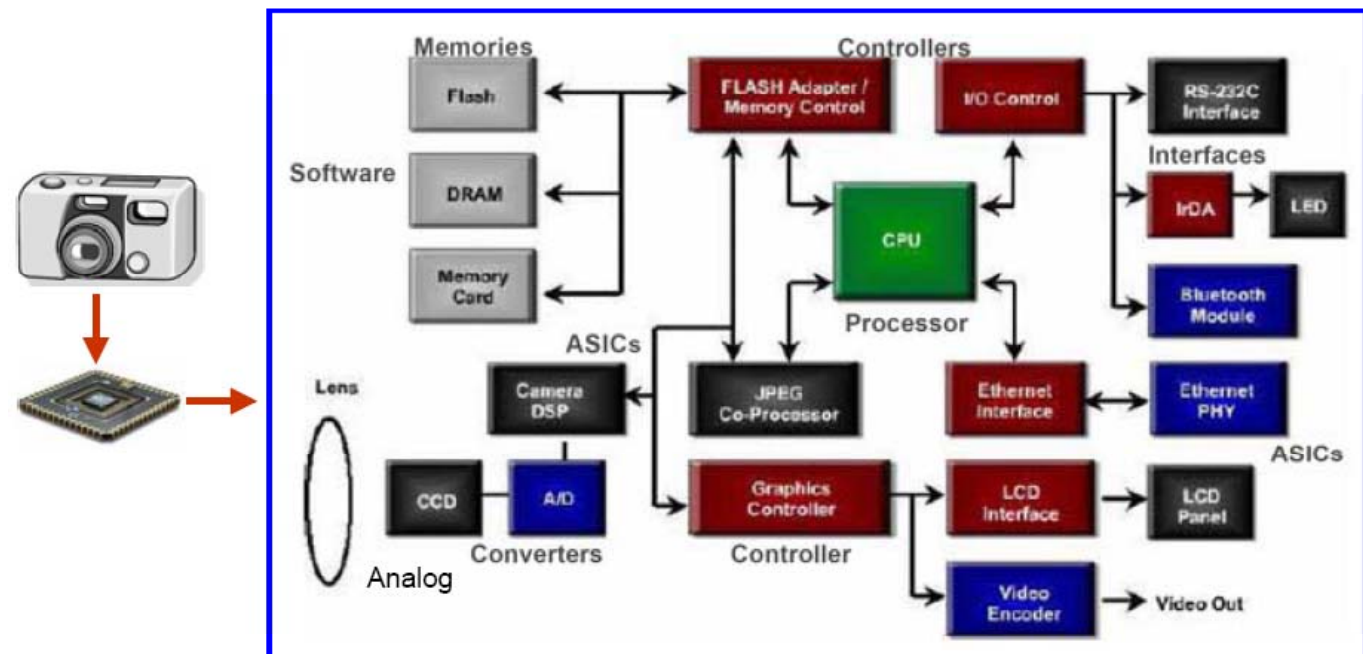 Memories
Controllers
Flash
FLASH Adapter /
Memory Control
I/O Control
RS-232C
Interface
Software
Interfaces
DRAM
IrDA
LED
CPU
Memory
Card
Bluetooth
Module
Processor
ASICs
Lens
Camera
DSP
JPEG
Co-Processor
Ethernet
Interface
Ethernet
PHY
ASICs
CCD
A/D
Graphics
Controller
LCD
Interface
LCD
Panel
Converters
Controller
Analog
Video
Encoder
Video Out